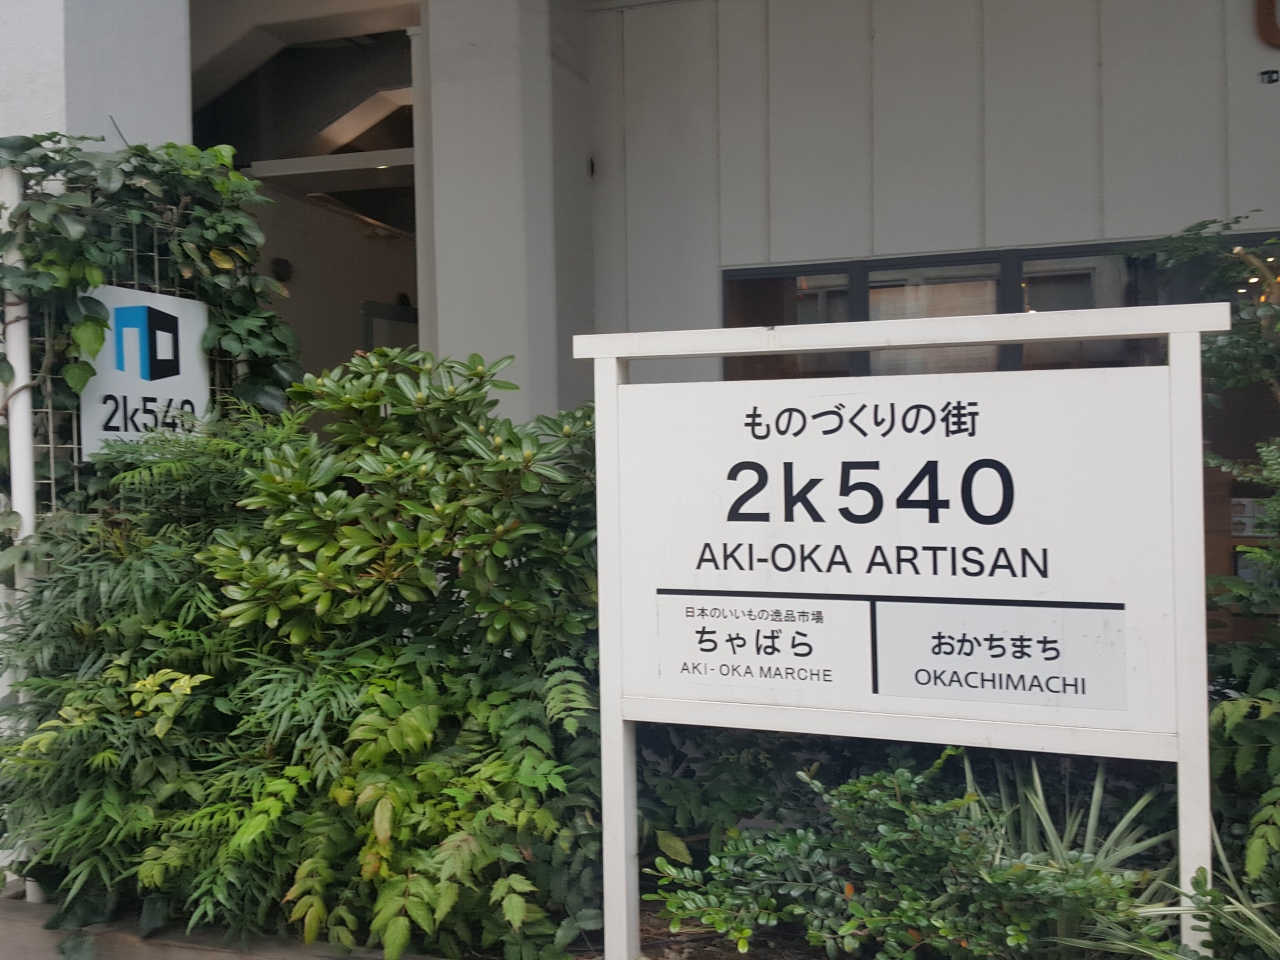 2k540
ものづくりの街
2k540
AKI-OKA ARTISAN
日本のいいもの逸品市場
ちゃばら
AKI-OKA MARCHE
おかちまち
OKACHIMACHI